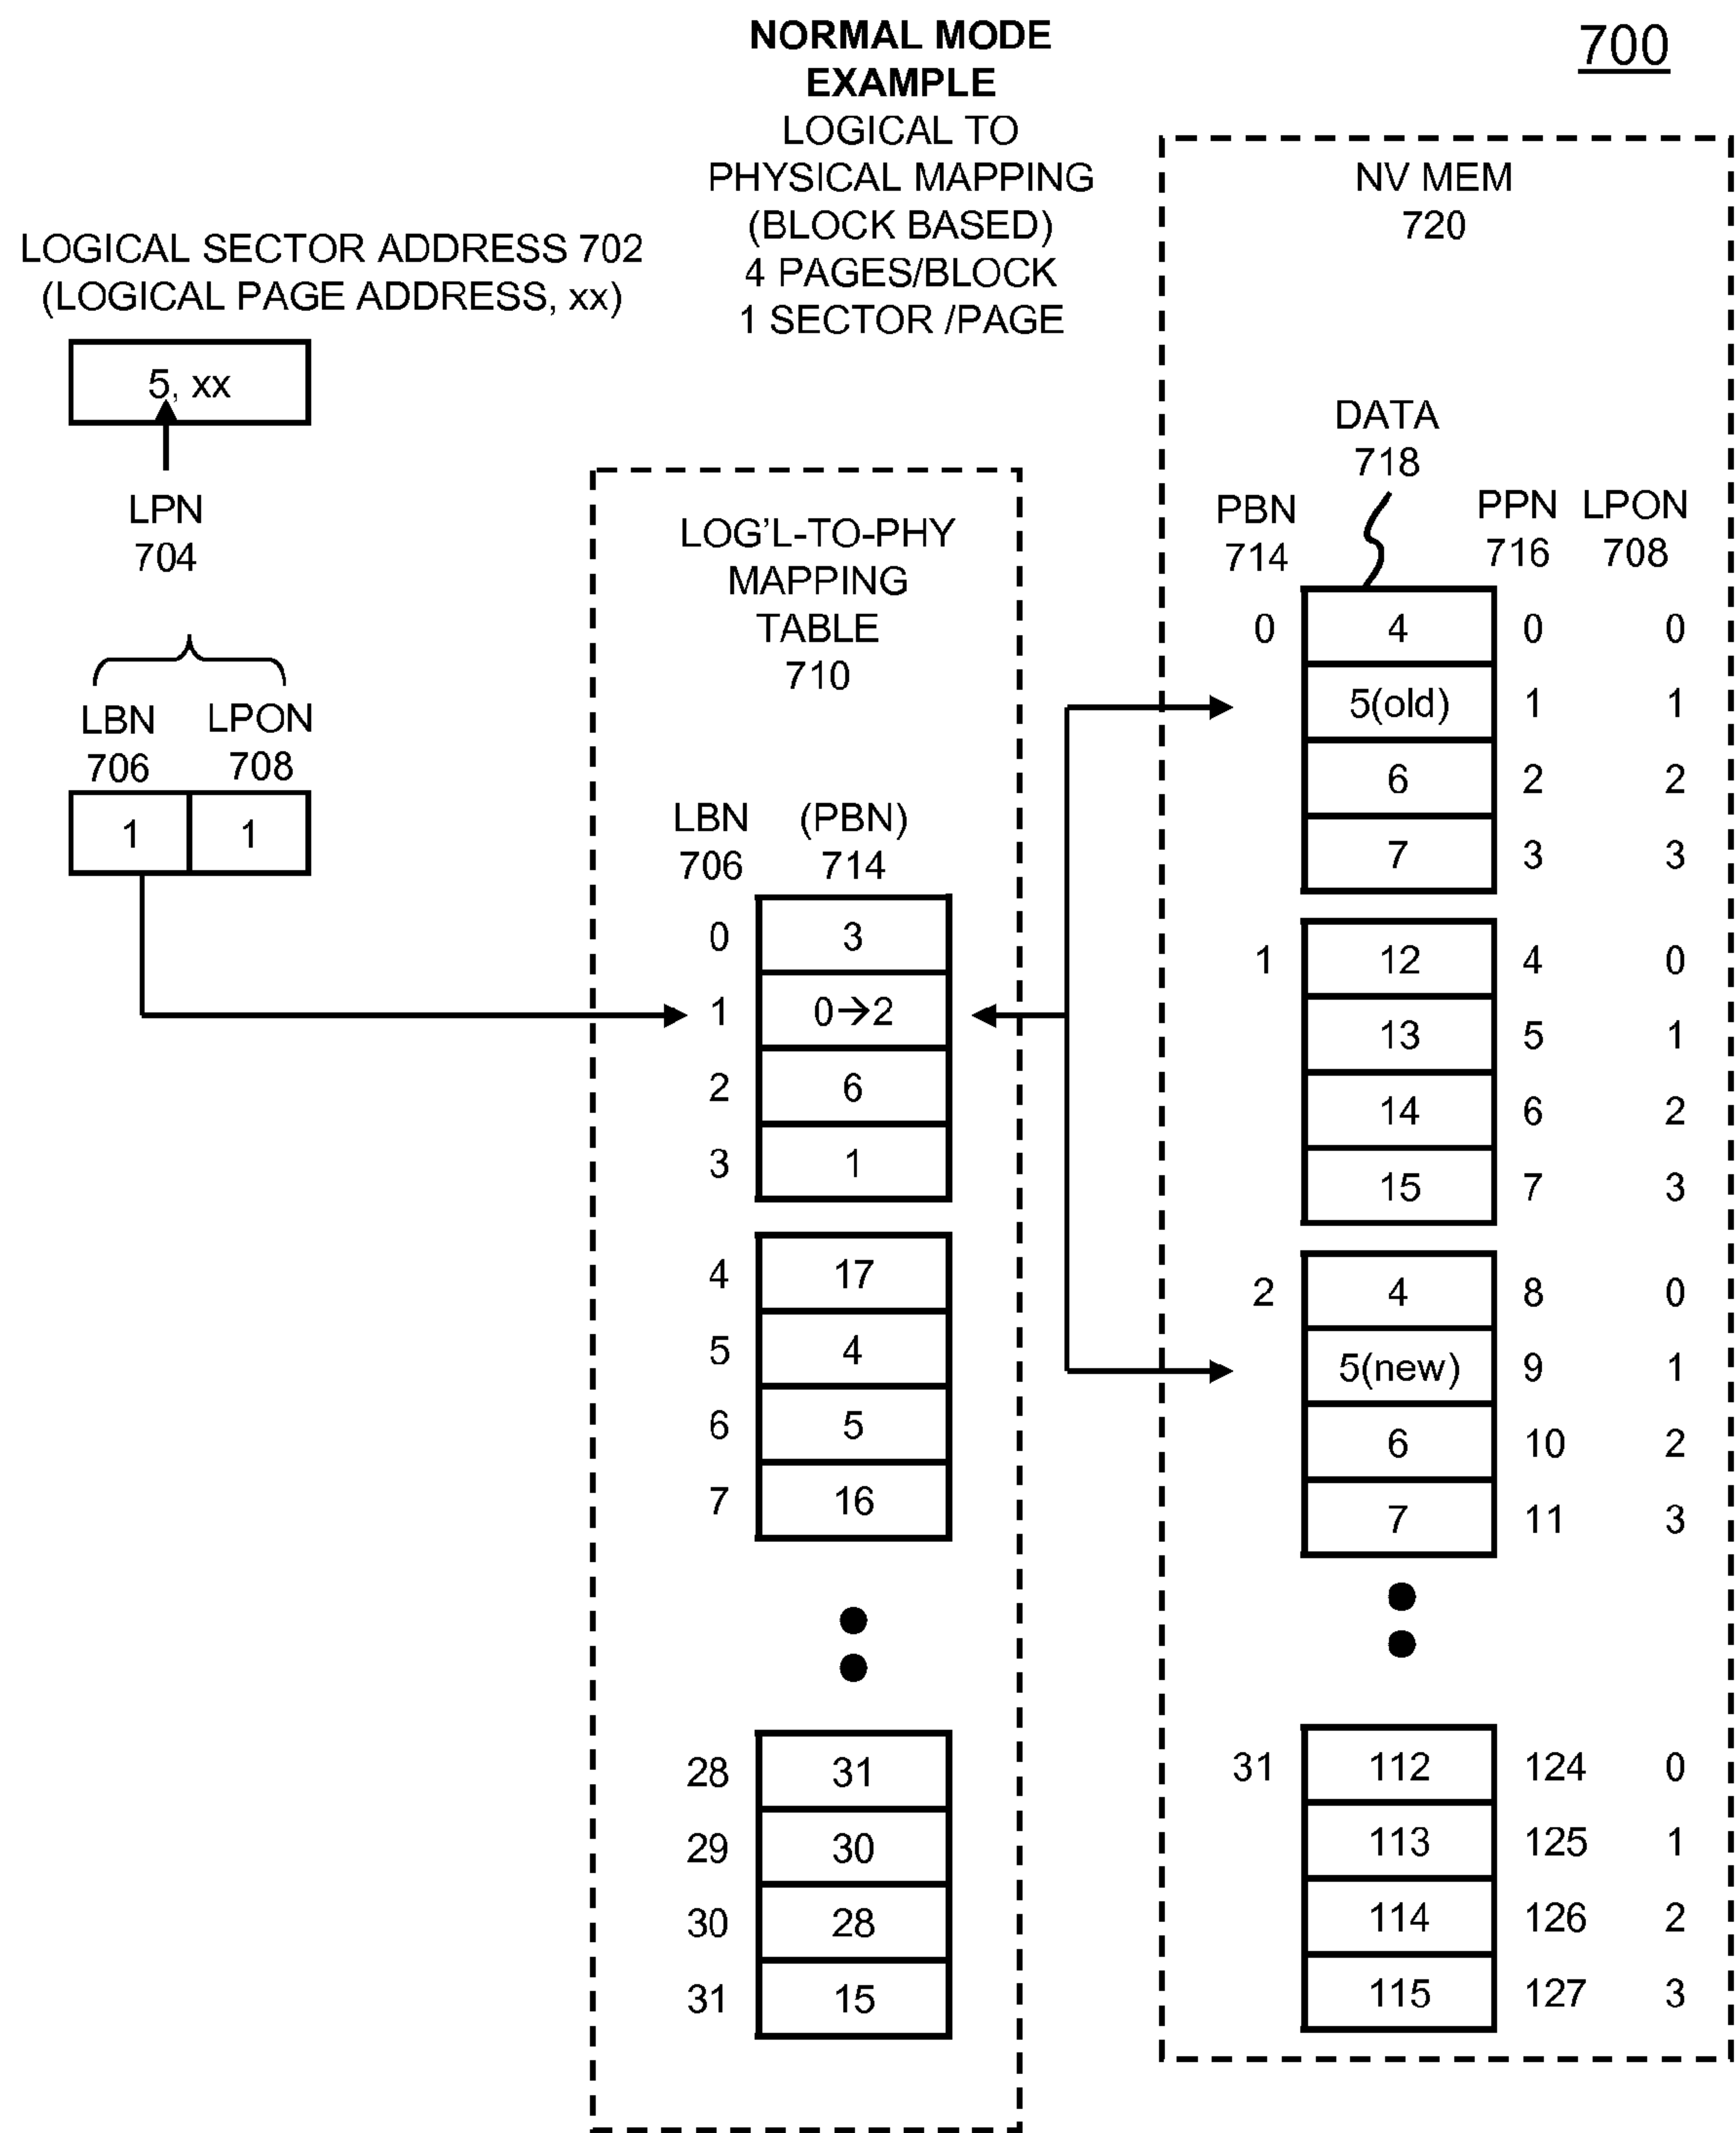 NORMAL MODE
EXAMPLE
LOGICAL TO
PHYSICAL MAPPING
(BLOCK BASED)
4 PAGES/BLOCK
1 SECTOR /PAGE
700
LOGICAL SECTOR ADDRESS 702
(LOGICAL PAGE ADDRESS, xx)
5, xx
LPN
704
LBN LPON
706 708
1 1
LOG'L-TO-PHY
MAPPING
TABLE
710
LBN (PBN)
706 714
0 3
1 0→2
2 6
3 1
4 17
5 4
6 5
7 16
28 31
29 30
30 28
31 15
NV MEM
720
DATA
718
PBN PPN LPON
714 716 708
0 4 0 0
5(old) 1 1
6 2 2
7 3 3
1 12 4 0
13 5 1
14 6 2
15 7 3
2 4 8 0
5(new) 9 1
6 10 2
7 11 3
31 112 124 0
113 125 1
114 126 2
115 127 3